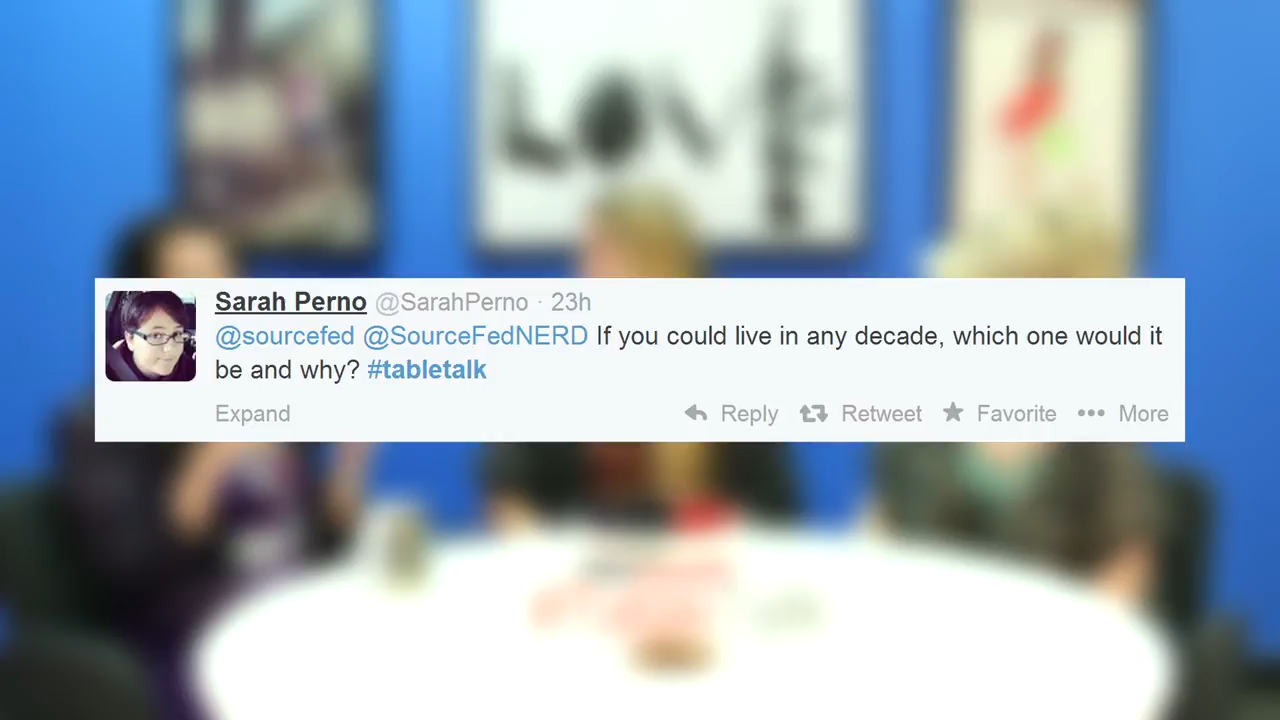 LOVE
Sarah Perno @SarahPerno · 23h
@sourcefed @SourceFedNERD If you could live in any decade, which one would it
be and why? #tabletalk
Expand Reply Retweet Favorite More